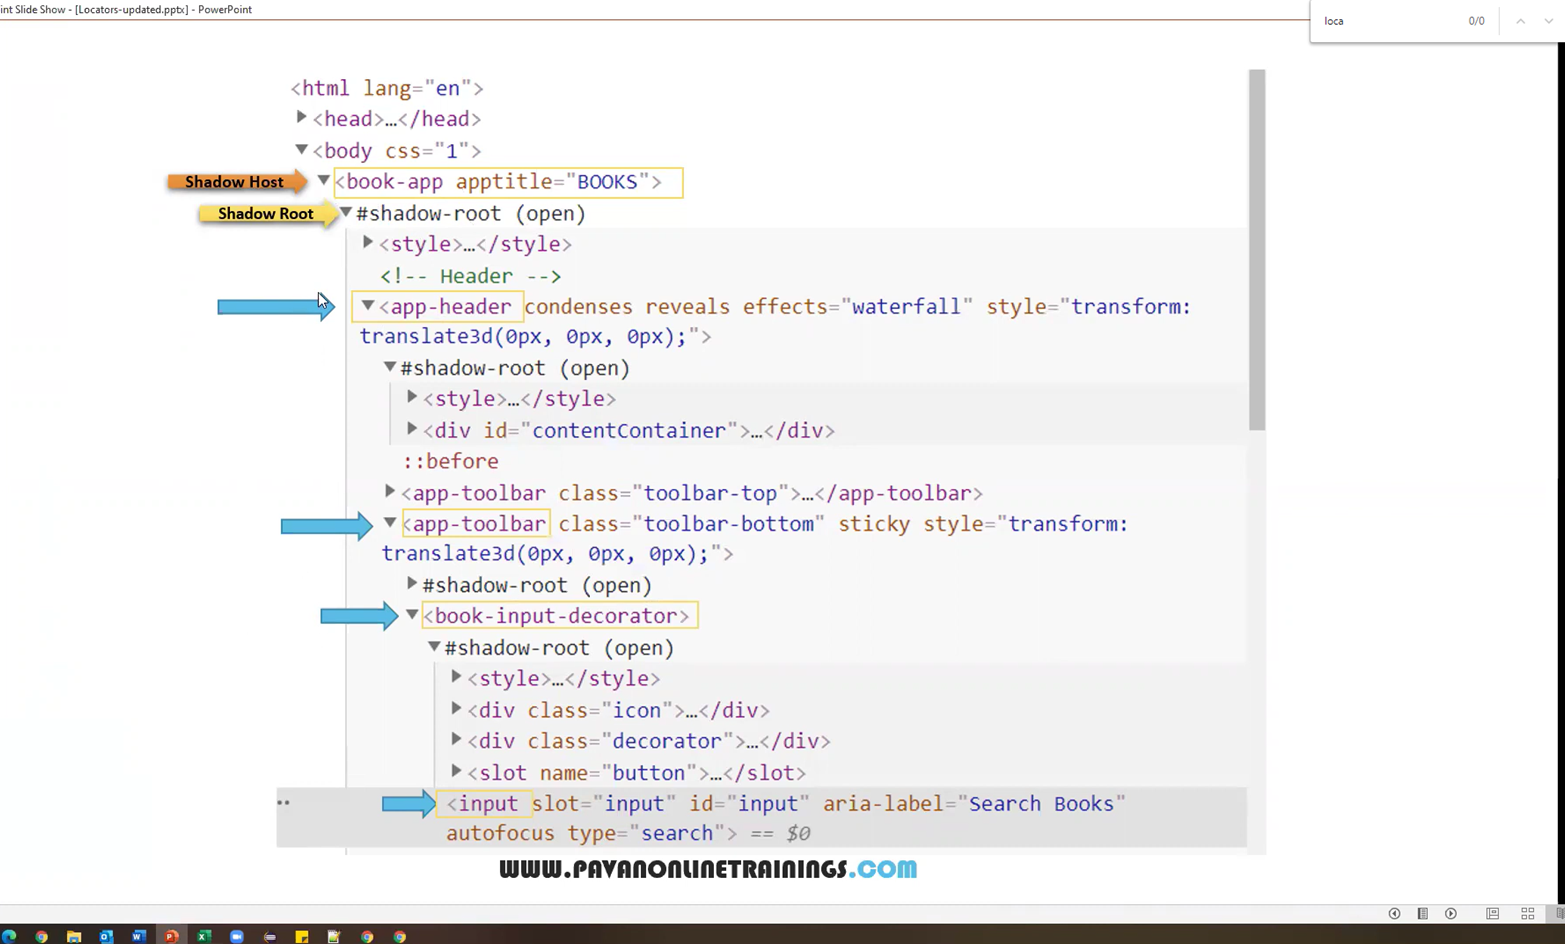 int Slide Show - [Locators-updated.pptx] - PowerPoint
loca
0/0
<html lang="en">
<head>…</head>
<body css="1">
Shadow Host
<book-app apptitle="BOOKS">
Shadow Root
#shadow-root (open)
<style>…</style>
<!-- Header -->
<app-header condenses reveals effects="waterfall" style="transform:
translate3d(0px, 0px, 0px);">
#shadow-root (open)
<style>…</style>
<div id="contentContainer">…</div>
::before
<app-toolbar class="toolbar-top">…</app-toolbar>
<app-toolbar class="toolbar-bottom" sticky style="transform:
translate3d(0px, 0px, 0px);">
#shadow-root (open)
<book-input-decorator>
#shadow-root (open)
<style>…</style>
<div class="icon">…</div>
<div class="decorator">…</div>
<slot name="button">…</slot>
<input slot="input" id="input" aria-label="Search Books"
autofocus type="search"> == $0
WWW.PAVANONLINETRAININGS.COM